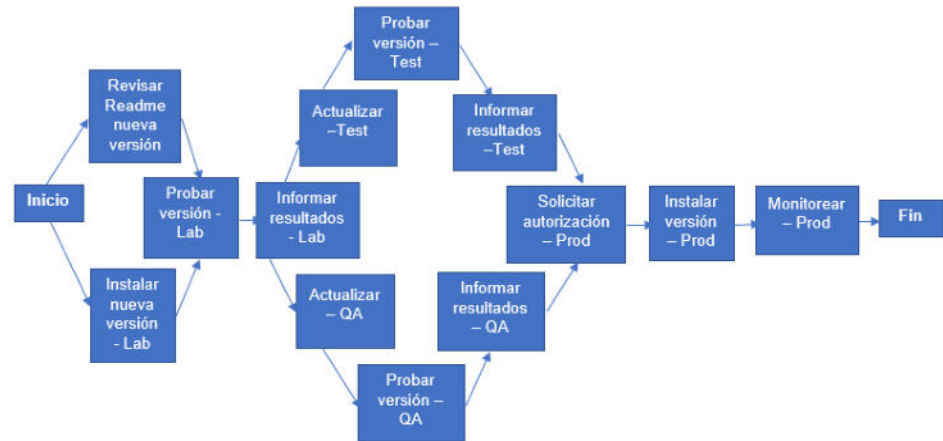 Inicio
Revisar
Readme
nueva
versión
Instalar
nueva
versión
- Lab
Probar
versión -
Lab
Informar
resultados
- Lab
Actualizar
–Test
Probar
versión –
Test
Informar
resultados
–Test
Actualizar
– QA
Probar
versión –
QA
Informar
resultados
– QA
Solicitar
autorización
– Prod
Instalar
versión
– Prod
Monitorear
– Prod
Fin